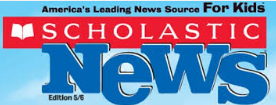 America's Leading News Source For Kids
SCHOLASTIC
NeWS
Edition 5/6